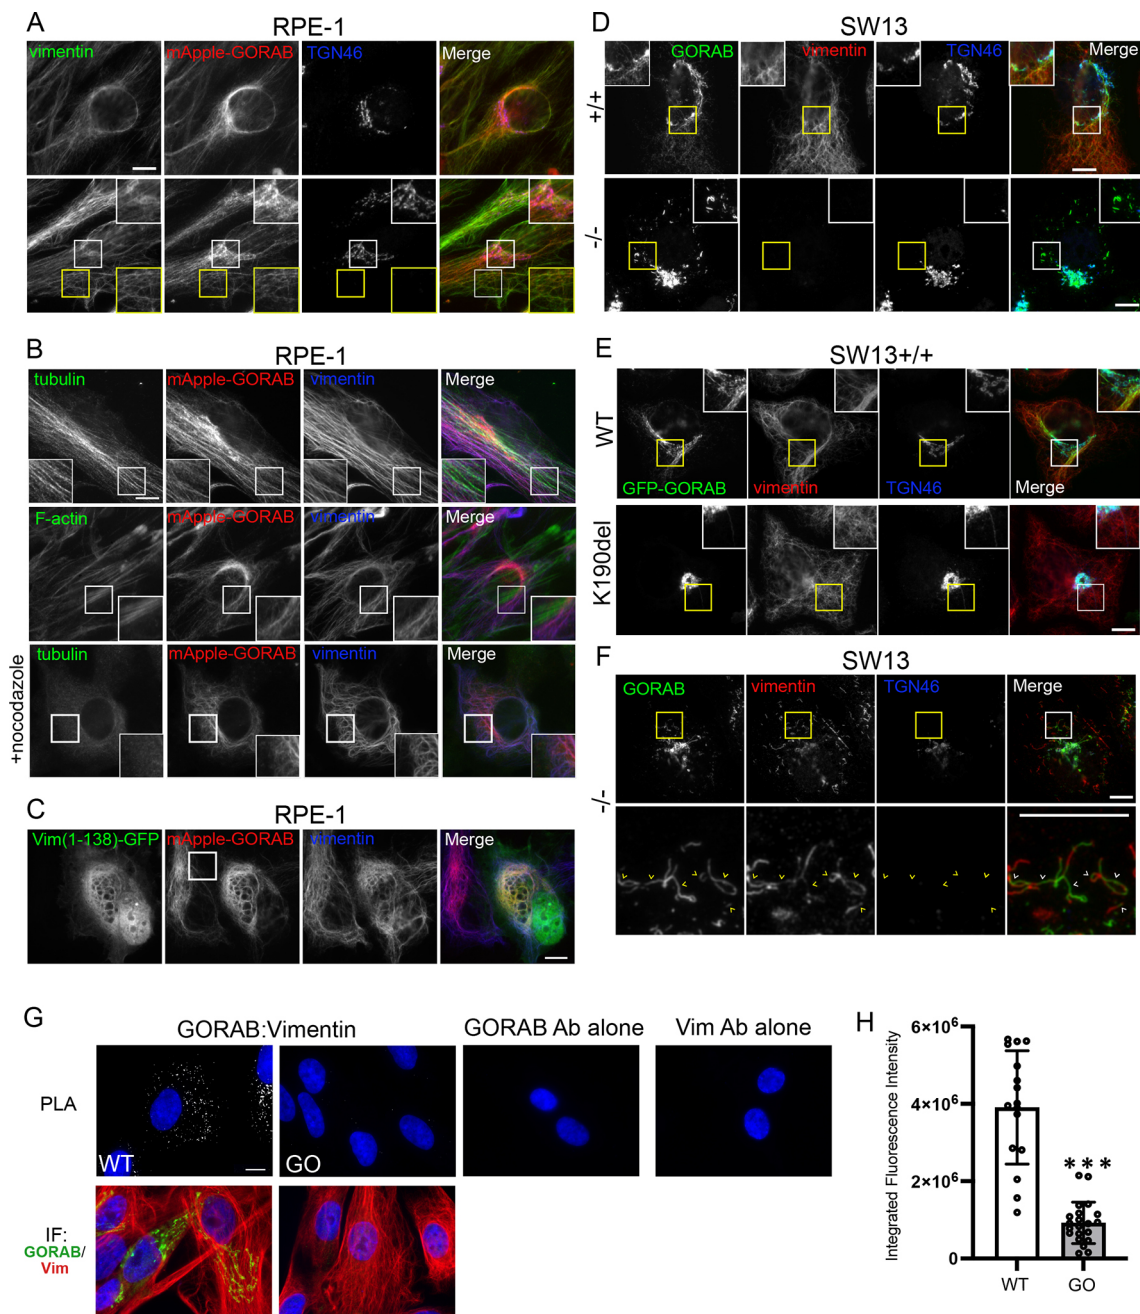 A
RPE-1
vimentin mApple-GORAB TGN46 Merge
B
RPE-1
tubulin mApple-GORAB vimentin Merge
F-actin mApple-GORAB vimentin Merge
+nocodazole
tubulin mApple-GORAB vimentin Merge
C
RPE-1
Vim(1-138)-GFP mApple-GORAB vimentin Merge
D
SW13
GORAB vimentin TGN46 Merge
+/+
-/-
E
SW13+/+
WT
GFP-GORAB vimentin TGN46 Merge
K190del
F
SW13
GORAB vimentin TGN46 Merge
-/-
G
GORAB:Vimentin GORAB Ab alone Vim Ab alone
PLA
WT GO
IF:
GORAB/
Vim
H
Integrated Fluorescence Intensity
6×10⁶
4×10⁶
2×10⁶
0
***
WT GO